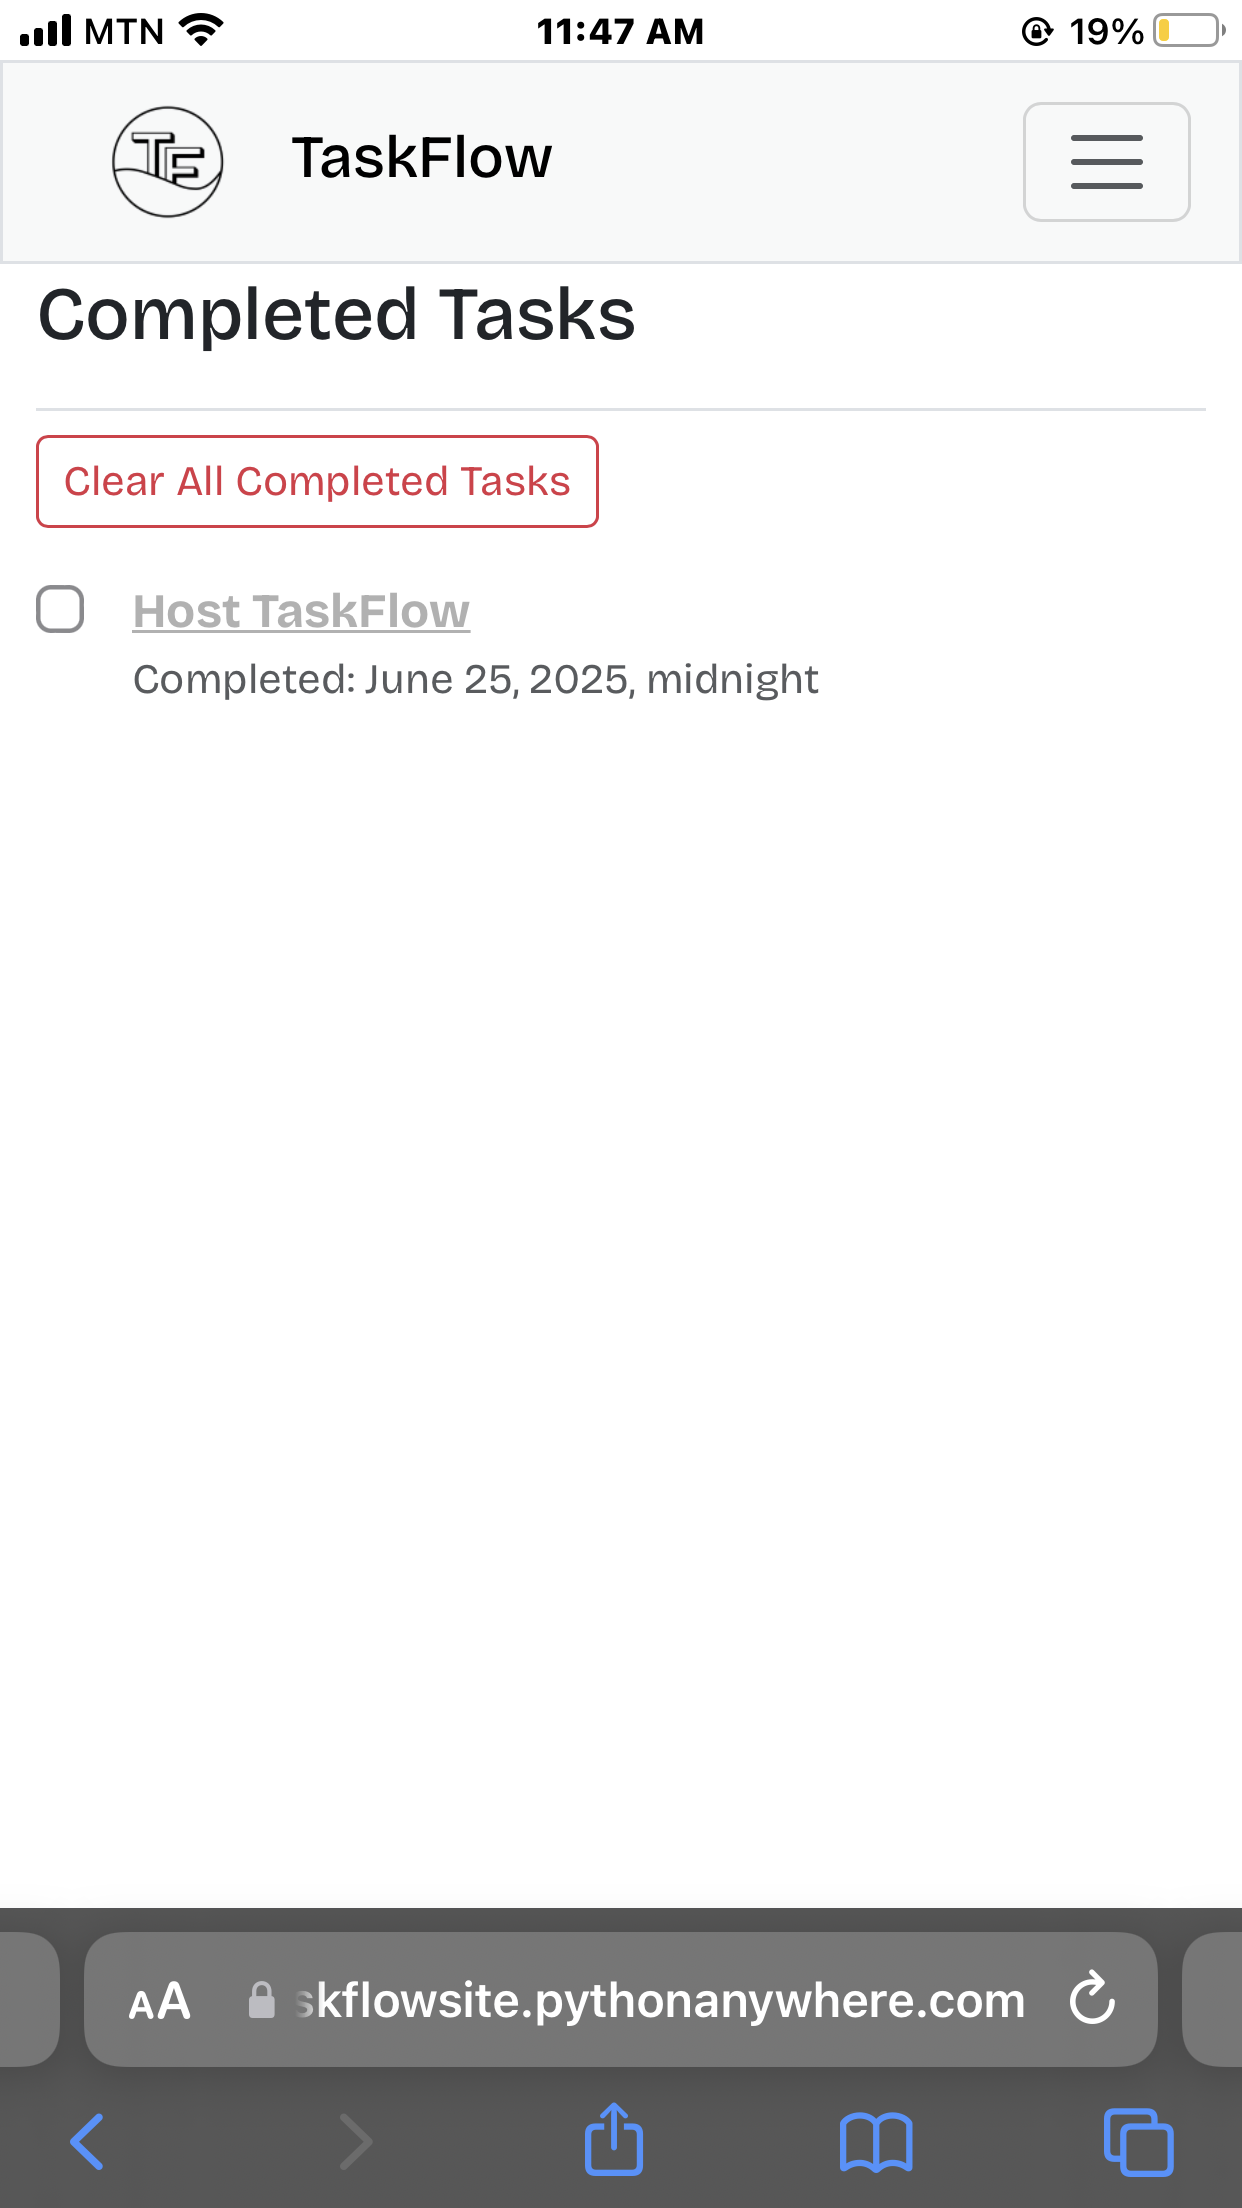 MTN 11:47 AM 19%
TF TaskFlow
Completed Tasks
Clear All Completed Tasks
Host TaskFlow
Completed: June 25, 2025, midnight
AA skflowsite.pythonanywhere.com